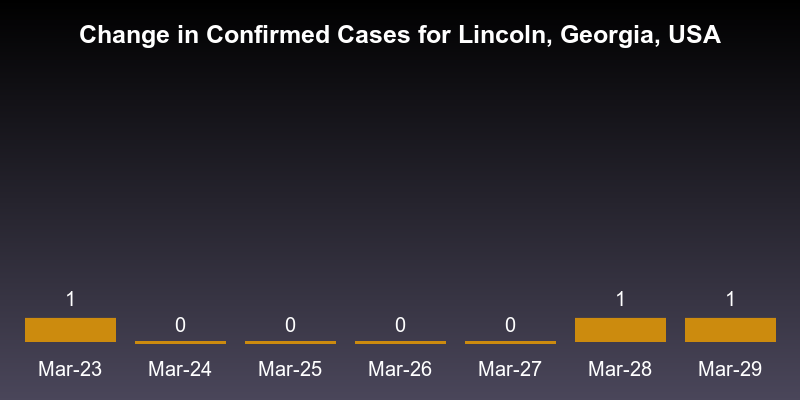 Change in Confirmed Cases for Lincoln, Georgia, USA
1 0 0 0 0 1 1
Mar-23 Mar-24 Mar-25 Mar-26 Mar-27 Mar-28 Mar-29